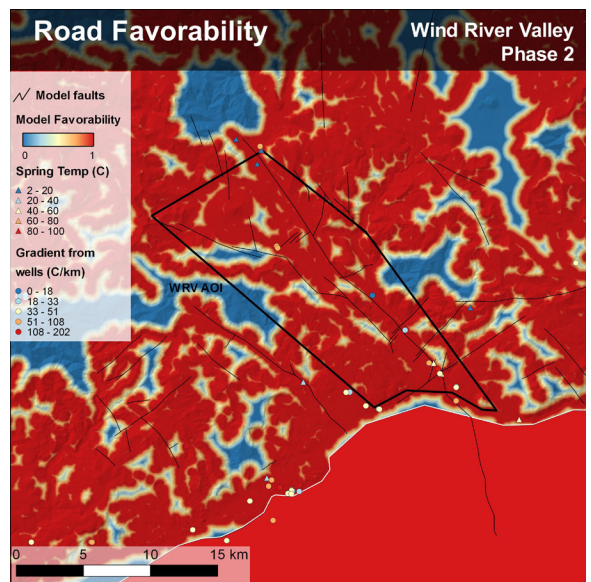 Road Favorability
Wind River Valley
Phase 2
Model faults
Model Favorability
0 1
Spring Temp (C)
2 - 20
20 - 40
40 - 60
60 - 80
80 - 100
Gradient from
wells (C/km)
0 - 18
18 - 33
33 - 51
51 - 108
108 - 202
WRV AOI
0 5 10 15 km